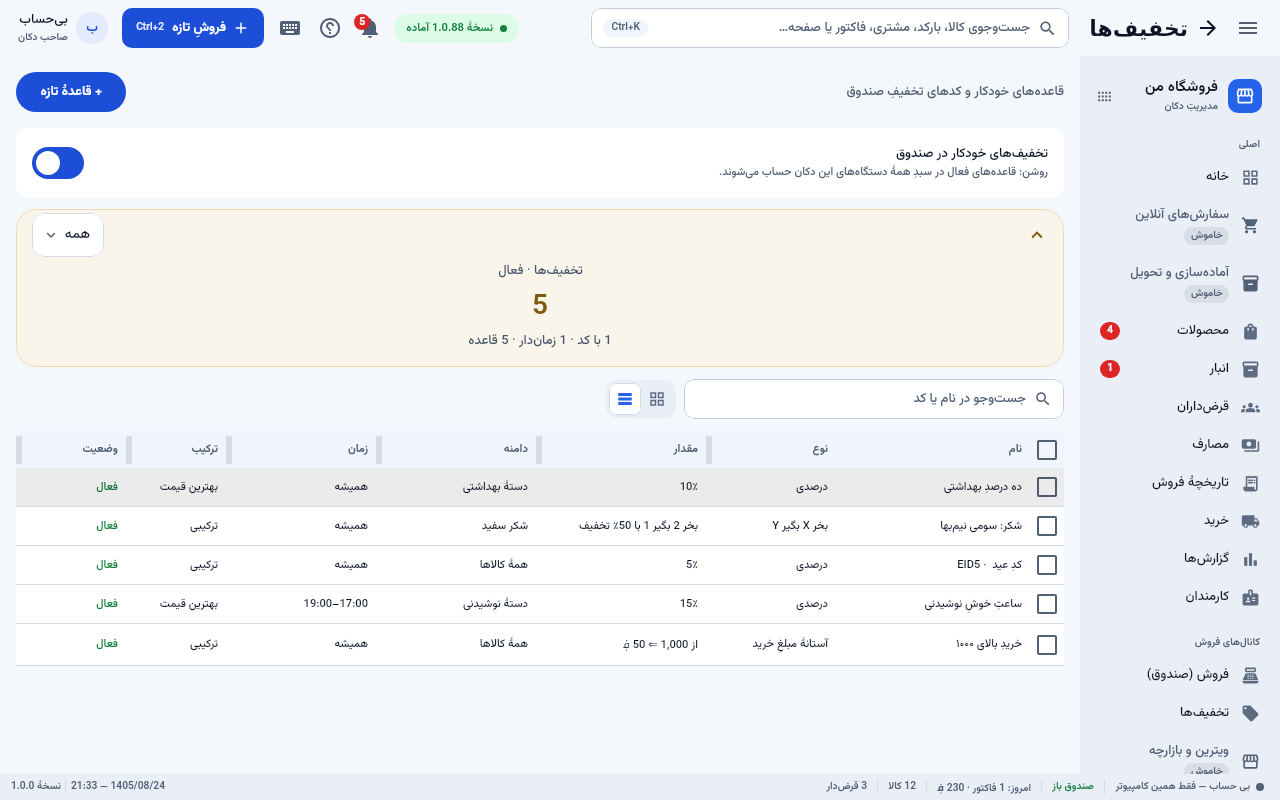 تخفیف‌ها
جست‌وجوی کالا، بارکد، مشتری، فاکتور یا صفحه...
Ctrl+K
نسخهٔ 1.0.88 آماده
5
فروش تازه
Ctrl+2
ب
بی‌حساب
صاحب دکان
فروشگاه من
مدیریت دکان
اصلی
خانه
سفارش‌های آنلاین
خاموش
آماده‌سازی و تحویل
خاموش
محصولات
4
انبار
1
قرض‌داران
مصارف
تاریخچهٔ فروش
خرید
گزارش‌ها
کارمندان
کانال‌های فروش
فروش (صندوق)
تخفیف‌ها
ویترین و بازارچه
خاموش
قاعده‌های خودکار و کدهای تخفیفِ صندوق
+ قاعدهٔ تازه
تخفیف‌های خودکار در صندوق
روشن: قاعده‌های فعال در سبدِ همهٔ دستگاه‌های این دکان حساب می‌شوند.
همه
تخفیف‌ها · فعال
5
1 با کد · 1 زمان‌دار · 5 قاعده
جست‌وجو در نام یا کد
نام نوع مقدار دامنه زمان ترکیب وضعیت
ده درصدِ بهداشتی درصدی 10٪ دستهٔ بهداشتی همیشه بهترین قیمت فعال
شکر: سومی نیم‌بها بخر X بگیر Y بخر 2 بگیر 1 با 50٪ تخفیف شکر سفید همیشه ترکیبی فعال
کدِ عید · EID5 درصدی 5٪ همهٔ کالاها همیشه ترکیبی فعال
ساعتِ خوشِ نوشیدنی درصدی 15٪ دستهٔ نوشیدنی 17:00–19:00 بهترین قیمت فعال
خریدِ بالای ۱۰۰۰ آستانهٔ مبلغِ خرید از 1,000 ⇐ 50 ؋ همهٔ کالاها همیشه ترکیبی فعال
بی حساب — فقط همین کامپیوتر
صندوق باز
امروز: 1 فاکتور · 230 ؋
12 کالا
3 قرض‌دار
1405/08/24 — 21:33
نسخهٔ 1.0.0